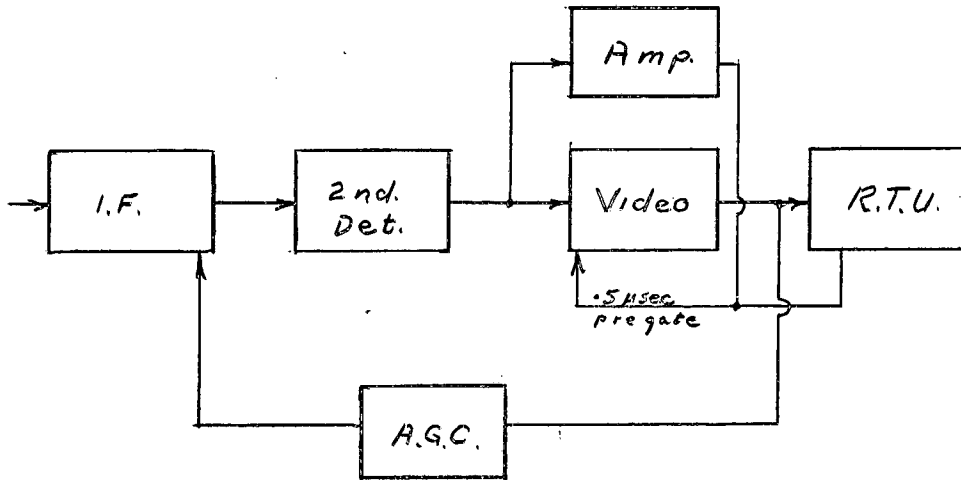 Amp.
I.F.
2nd.
Det.
Video
R.T.U.
.5 µsec
pregate
A.G.C.